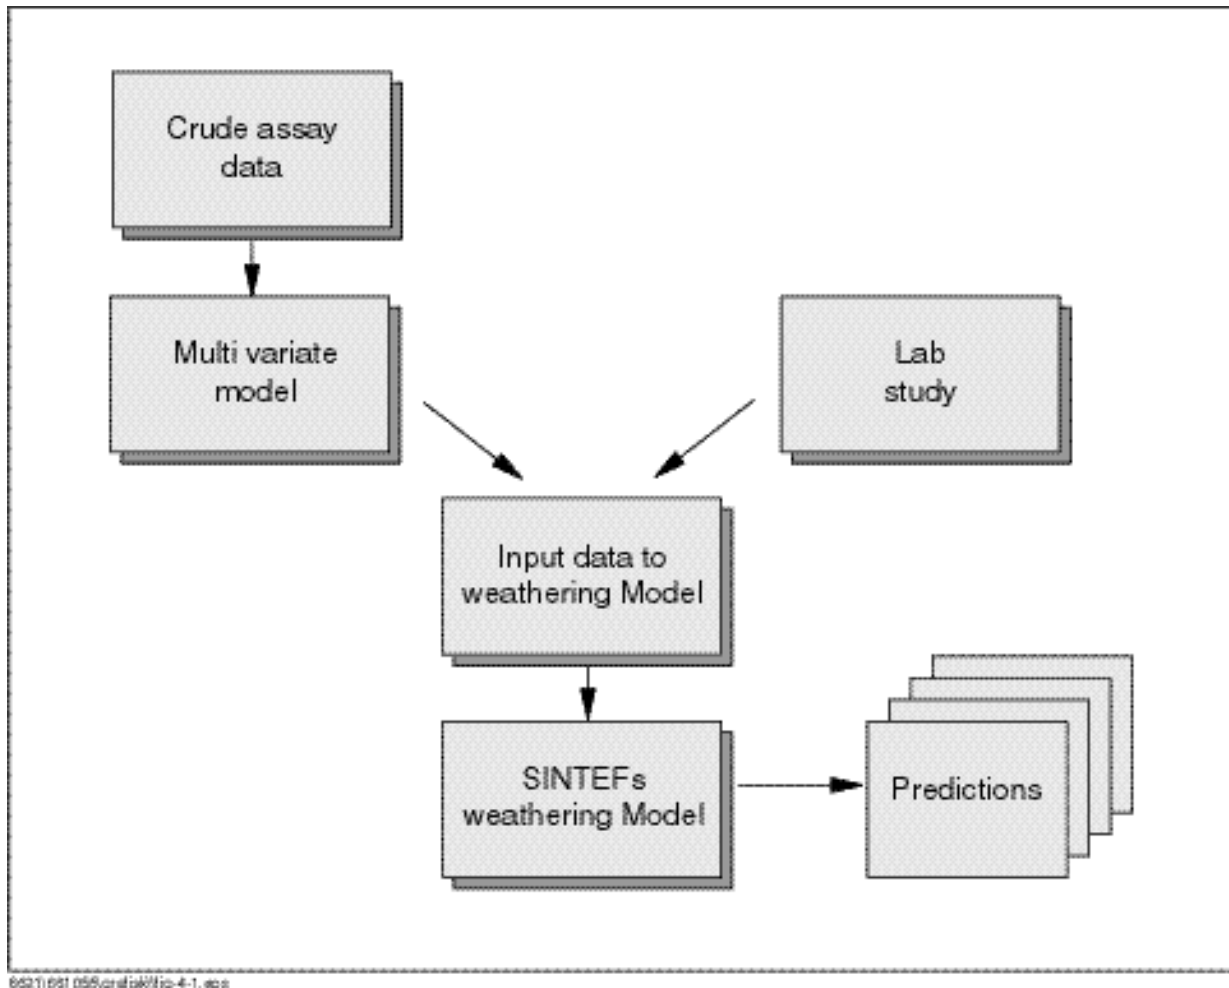 Crude assay
data
Multi variate
model
Lab
study
Input data to
weathering Model
SINTEFs
weathering Model
Predictions